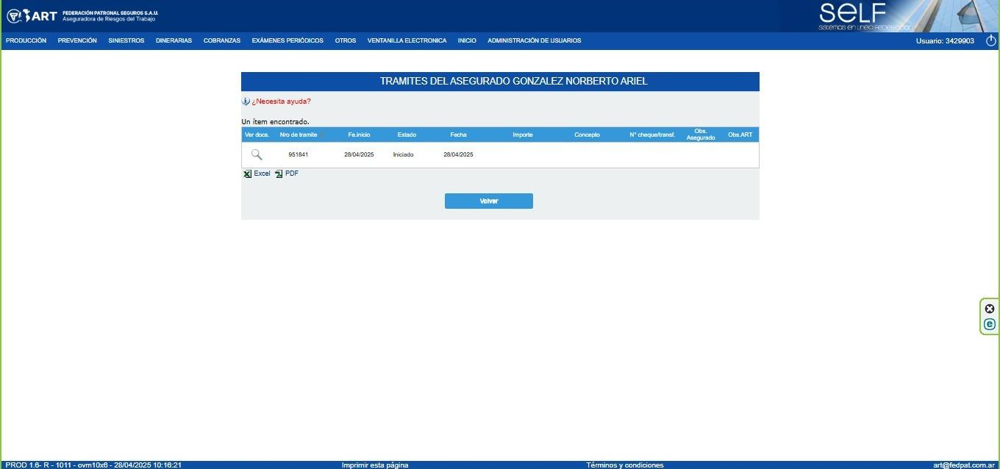 ART FEDERACIÓN PATRONAL SEGUROS S.A.U.
Aseguradora de Riesgos del Trabajo
SELF
sistemas en línea federación
PRODUCCIÓN PREVENCIÓN SINIESTROS DINERARIAS COBRANZAS EXÁMENES PERIÓDICOS OTROS VENTANILLA ELECTRONICA INICIO ADMINISTRACIÓN DE USUARIOS Usuario: 3429903
TRAMITES DEL ASEGURADO GONZALEZ NORBERTO ARIEL
¿Necesita ayuda?
Un ítem encontrado.
Ver docs. Nro de tramite Fe.inicio Estado Fecha Importe Concepto N° cheque/transf. Obs. Asegurado Obs.ART
951841 28/04/2025 Iniciado 28/04/2025
Excel PDF
Volver
PROD 1.6- R - 1011 - ovm10x6 - 28/04/2025 10:16:21 Imprimir esta página Términos y condiciones art@fedpat.com.ar